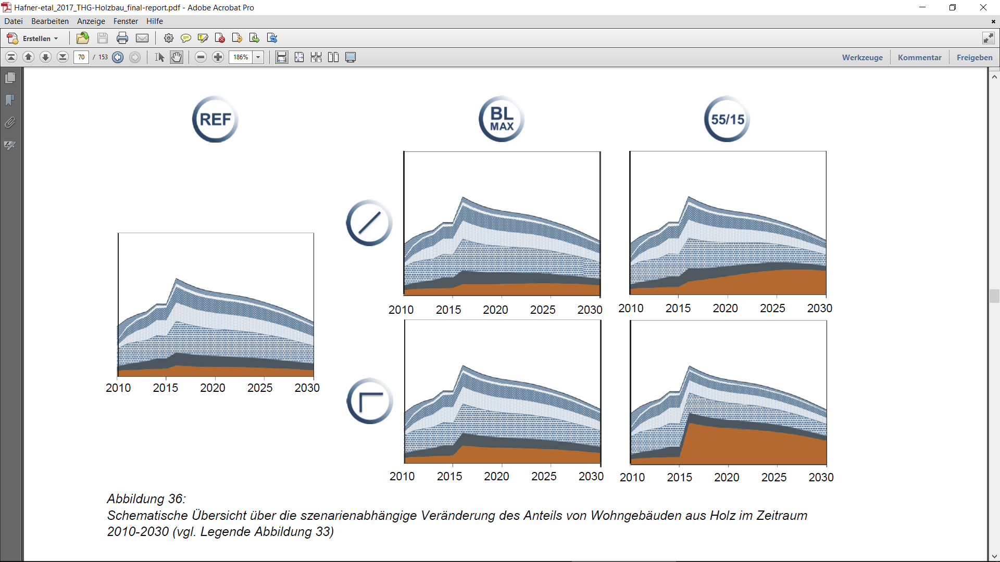 Hafner-etal_2017_THG-Holzbau_final-report.pdf - Adobe Acrobat Pro
Datei Bearbeiten Anzeige Fenster Hilfe
Erstellen
70 / 153 186% Werkzeuge Kommentar Freigeben
REF
BL
MAX
55/15
2010 2015 2020 2025 2030
2010 2015 2020 2025 2030
2010 2015 2020 2025 2030
2010 2015 2020 2025 2030
2010 2015 2020 2025 2030
Abbildung 36:
Schematische Übersicht über die szenarienabhängige Veränderung des Anteils von Wohngebäuden aus Holz im Zeitraum
2010-2030 (vgl. Legende Abbildung 33)